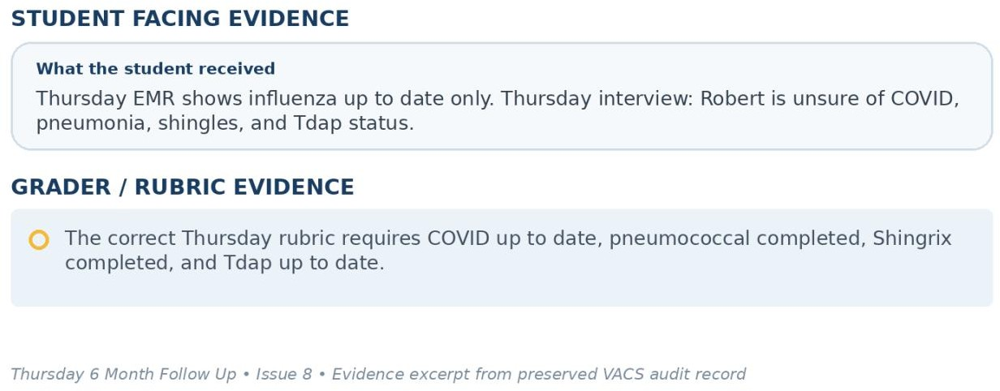 STUDENT FACING EVIDENCE
What the student received
Thursday EMR shows influenza up to date only. Thursday interview: Robert is unsure of COVID,
pneumonia, shingles, and Tdap status.
GRADER / RUBRIC EVIDENCE
The correct Thursday rubric requires COVID up to date, pneumococcal completed, Shingrix
completed, and Tdap up to date.
Thursday 6 Month Follow Up • Issue 8 • Evidence excerpt from preserved VACS audit record